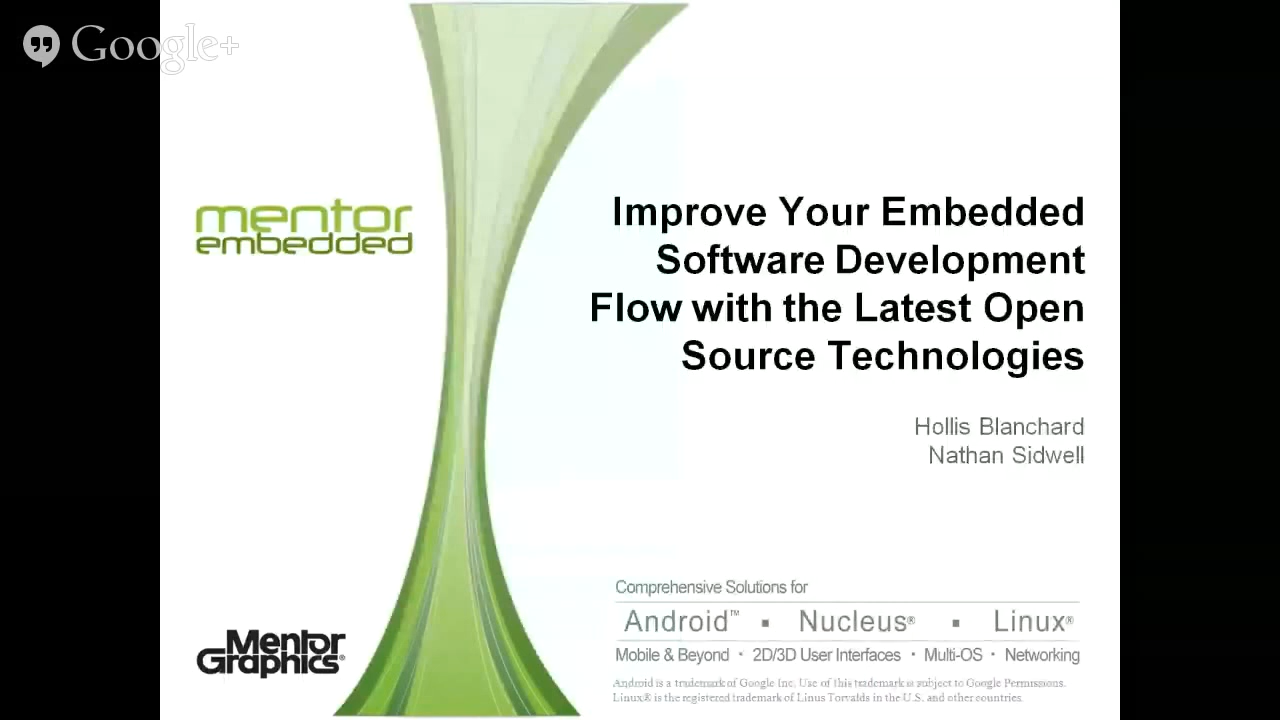 Google+
mentor
embedded
Improve Your Embedded
Software Development
Flow with the Latest Open
Source Technologies
Hollis Blanchard
Nathan Sidwell
Comprehensive Solutions for
Android™ ▪ Nucleus® ▪ Linux®
Mobile & Beyond • 2D/3D User Interfaces • Multi-OS • Networking
Mentor
Graphics®
Android is a trademark of Google Inc. Use of this trademark is subject to Google Permissions.
Linux® is the registered trademark of Linus Torvalds in the U.S. and other countries.